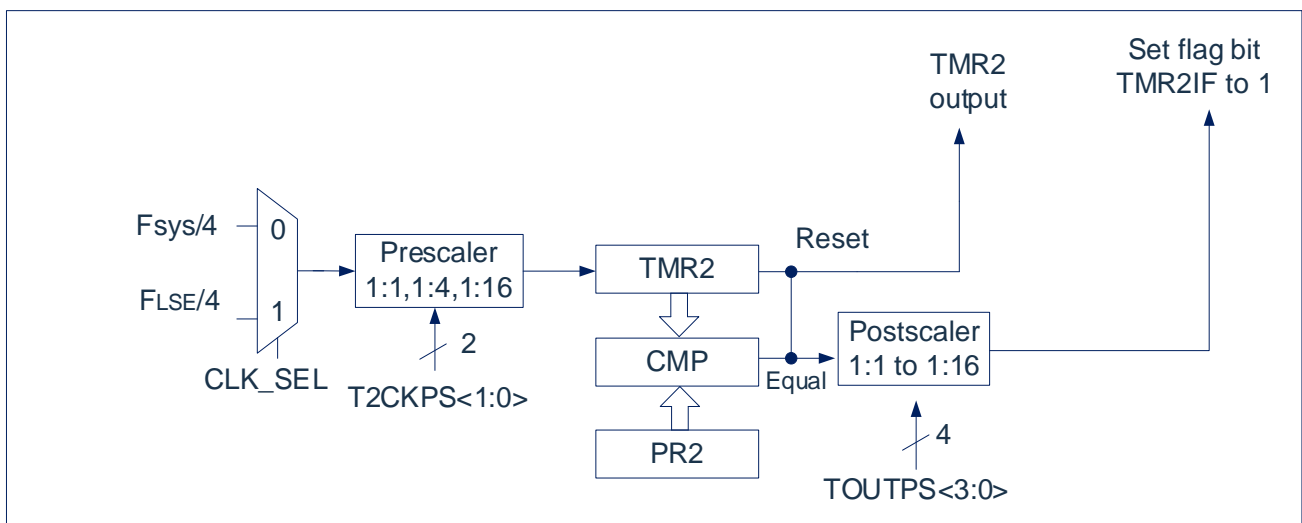 TMR2
output
Set flag bit
TMR2IF to 1
Fsys/4
0
Prescaler
1:1,1:4,1:16
TMR2
Reset
FLSE/4
1
2
CMP
Equal
Postscaler
1:1 to 1:16
CLK_SEL
T2CKPS<1:0>
PR2
4
TOUTPS<3:0>